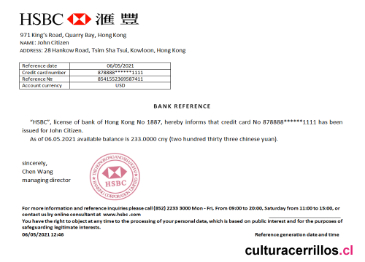 HSBC 滙豐
971 King's Road, Quarry Bay, Hong Kong
NAME: John Citizen
ADDRESS: 28 Hankow Road, Tsim Sha Tsui, Kowloon, Hong Kong
Reference date 06/05/2021
Credit card number 878888******1111
Reference No 8541552369587411
Account currency USD
BANK REFERENCE
"HSBC", license of bank of Hong Kong No 1887, hereby informs that credit card No 878888******1111 has been
issued for John Citizen.
As of 06.05.2021 available balance is 233.0000 cny (two hundred thirty three chinese yean).
sincerely,
Chen Wang
managing director
HSBC
For more information and reference inquiries please call (852) 2233 3000 Mon - Fri, From 09:00 to 20:00, Saturday from 11:00 to 15:00, or
contact us by online consultant at www.hsbc.com
You have the right to object at any time to the processing of your personal data, which is based on public interest and for the purposes of
safeguarding legitimate interests.
06/05/2021 12:46 Reference generation date and time
culturacerrillos.cl